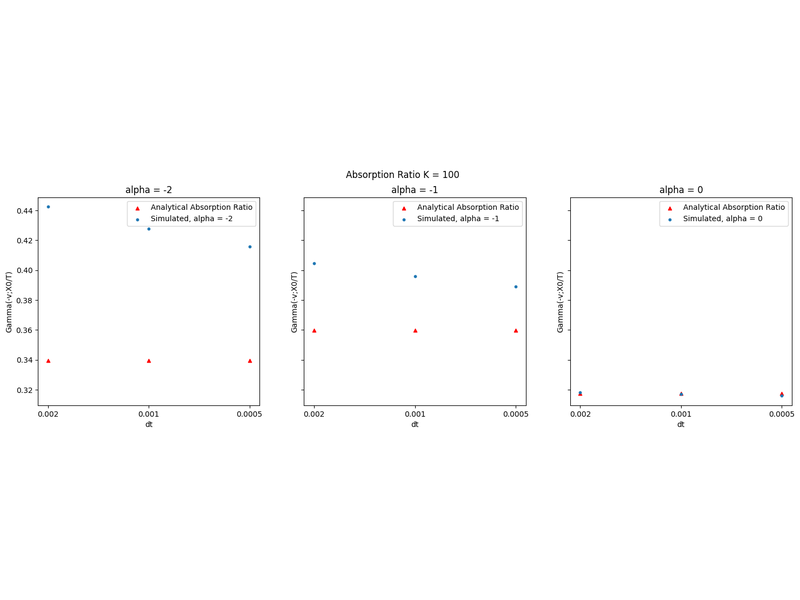 Absorption Ratio K = 100
alpha = -2
Analytical Absorption Ratio
Simulated, alpha = -2
Gamma(-v;X0/T)
0.44
0.42
0.40
0.38
0.36
0.34
0.32
0.002
0.001
0.0005
dt
alpha = -1
Analytical Absorption Ratio
Simulated, alpha = -1
Gamma(-v;X0/T)
0.002
0.001
0.0005
dt
alpha = 0
Analytical Absorption Ratio
Simulated, alpha = 0
Gamma(-v;X0/T)
0.002
0.001
0.0005
dt